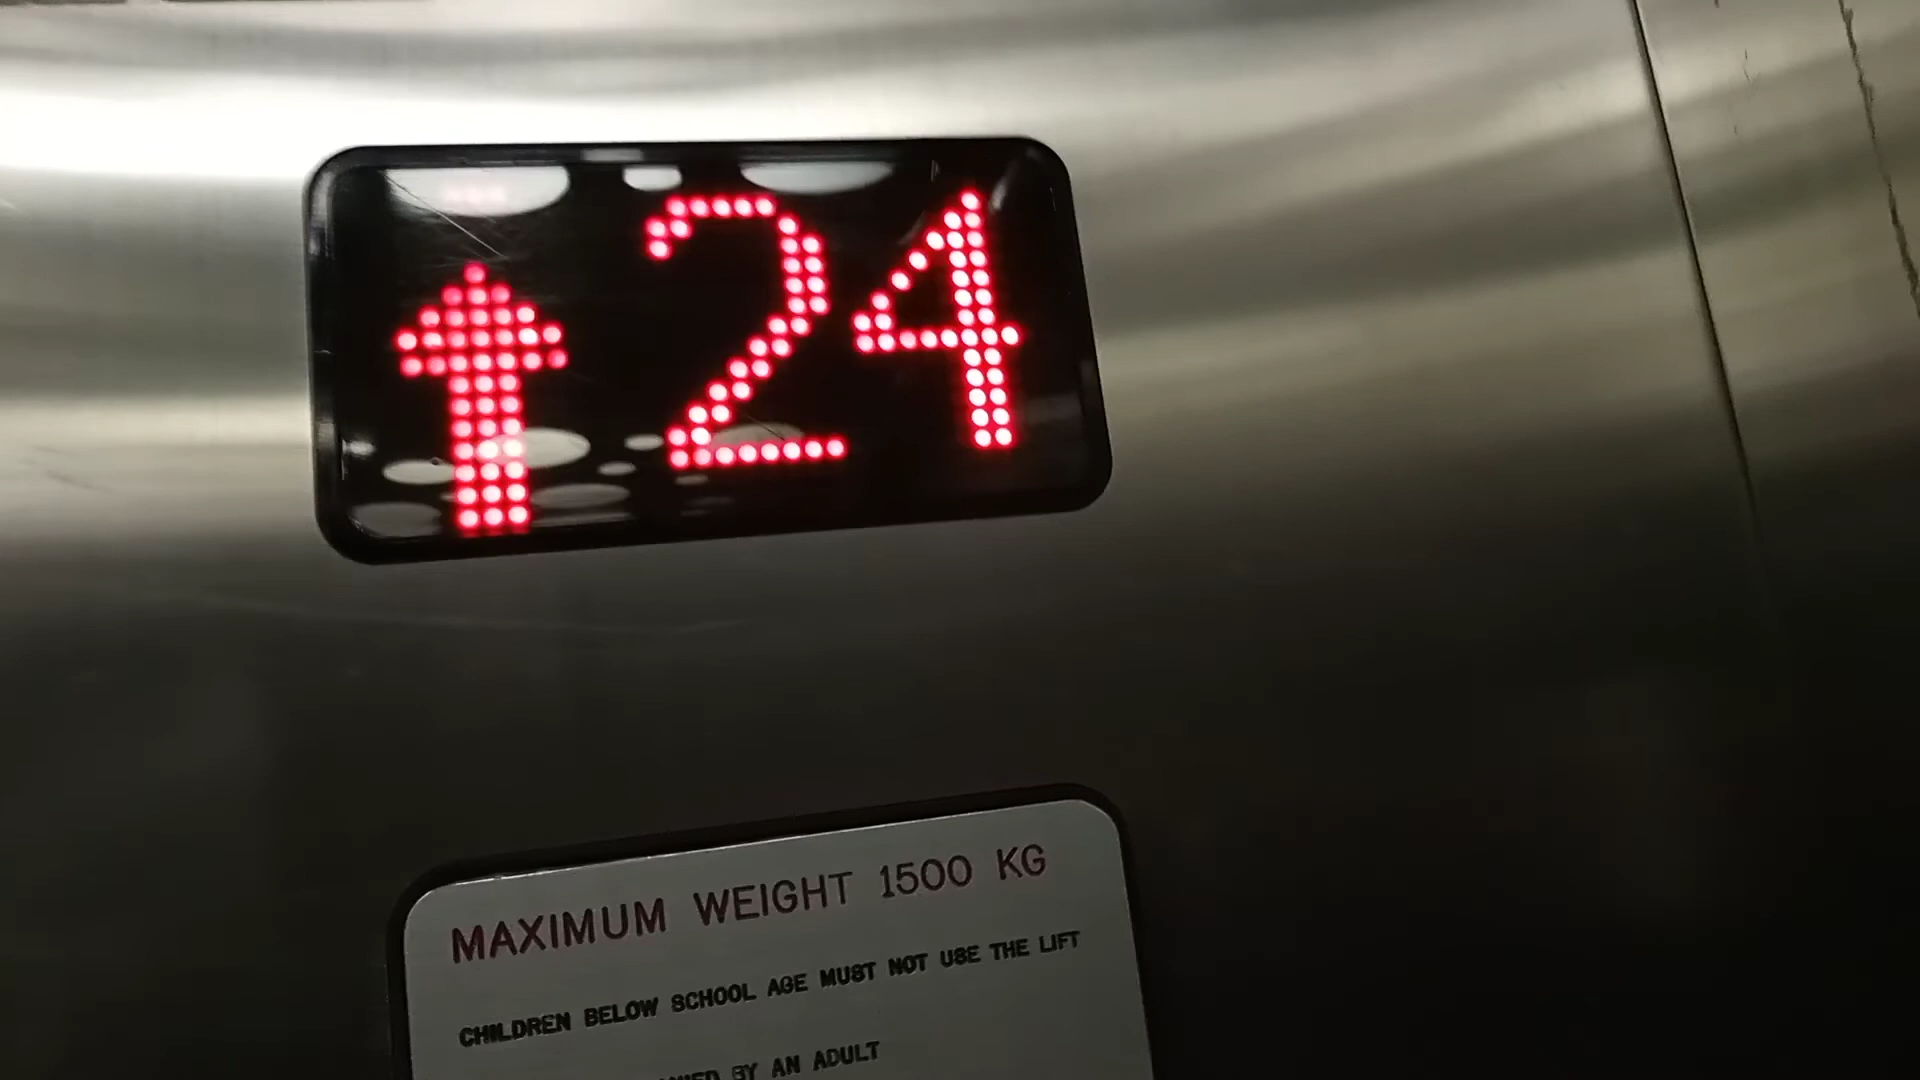 24
MAXIMUM WEIGHT 1500 KG
CHILDREN BELOW SCHOOL AGE MUST NOT USE THE LIFT
BY AN ADULT